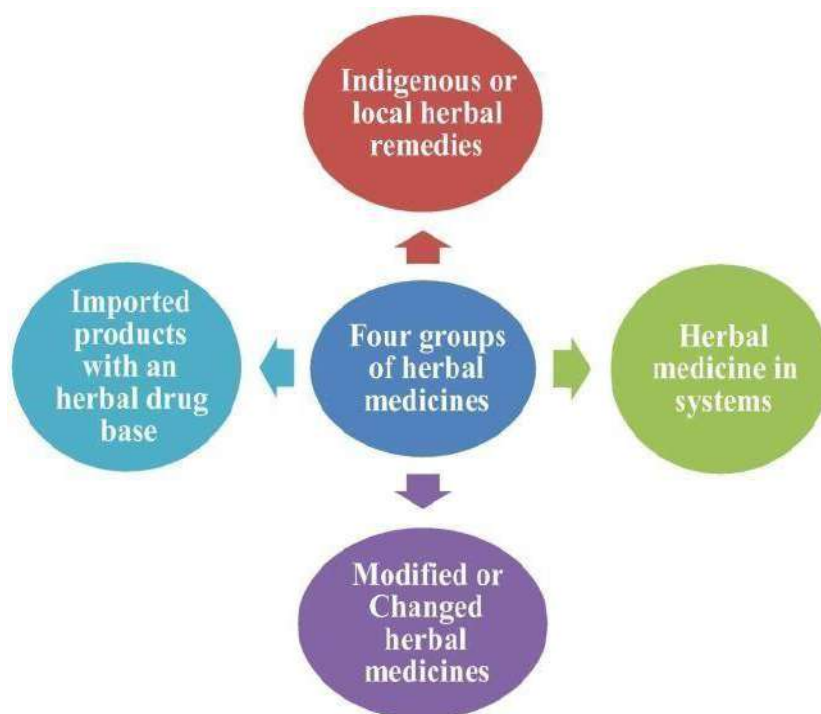 Indigenous or
local herbal
remedies
Imported
products
with an
herbal drug
base
Four groups
of herbal
medicines
Herbal
medicine in
systems
Modified or
Changed
herbal
medicines